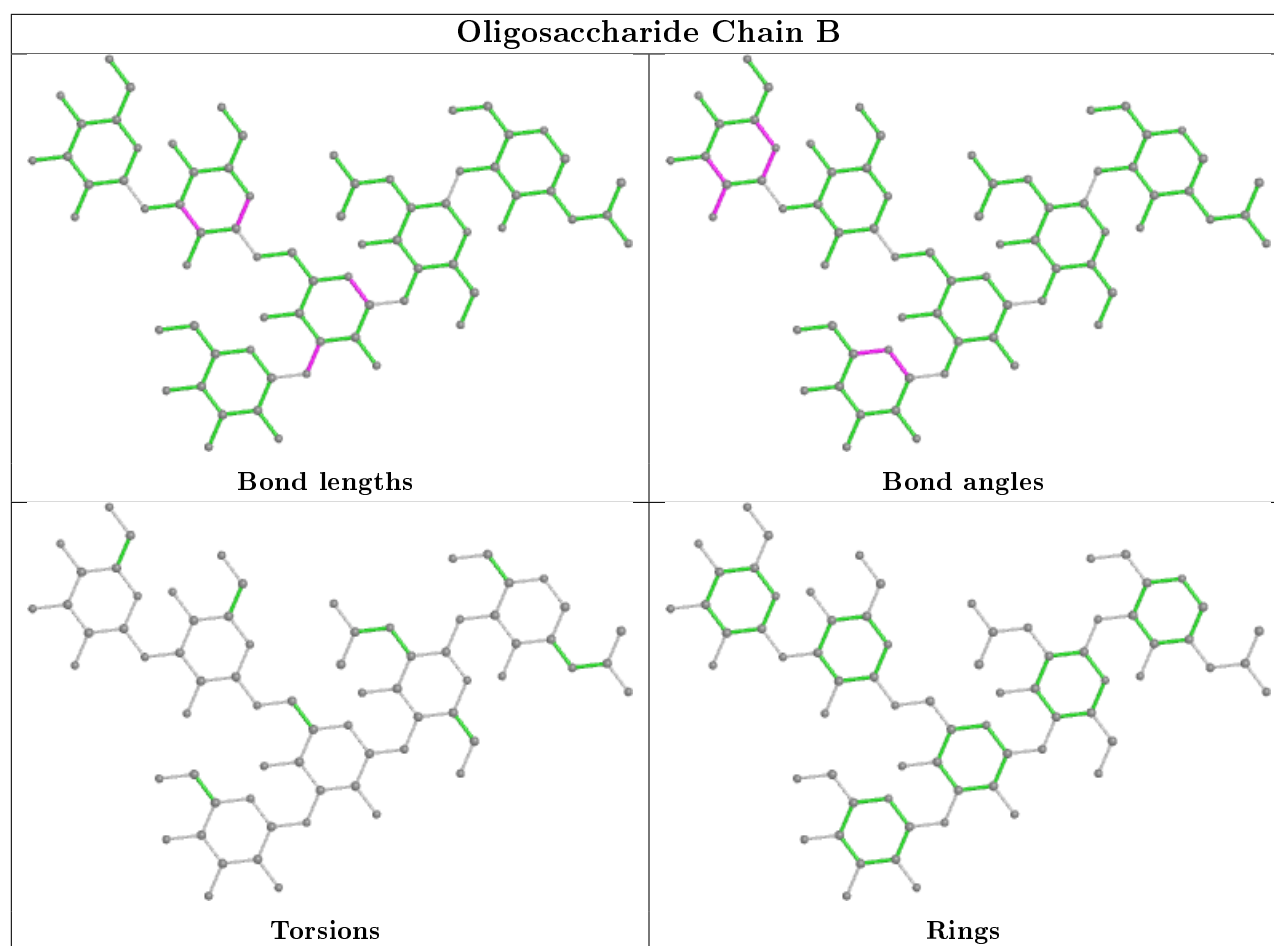 Oligosaccharide Chain B
Bond lengths
Bond angles
Torsions
Rings